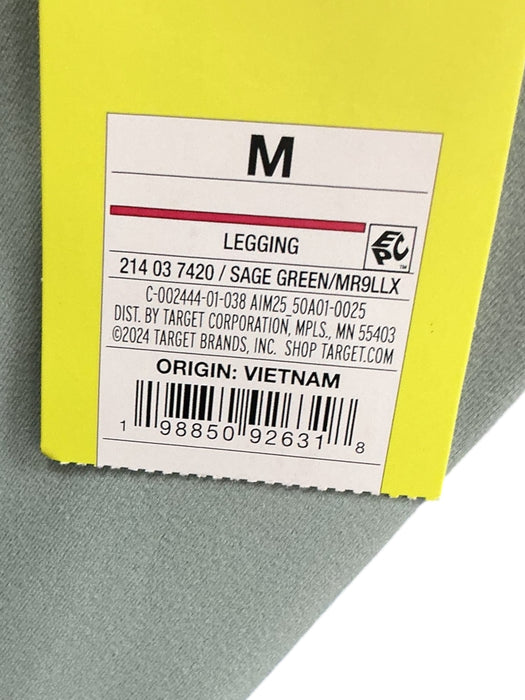 M
LEGGING
EPC™
214 03 7420 / SAGE GREEN/MR9LLX
C-002444-01-038 AIM25_50A01-0025
DIST. BY TARGET CORPORATION, MPLS., MN 55403
©2024 TARGET BRANDS, INC. SHOP TARGET.COM
ORIGIN: VIETNAM
1 98850 92631 8